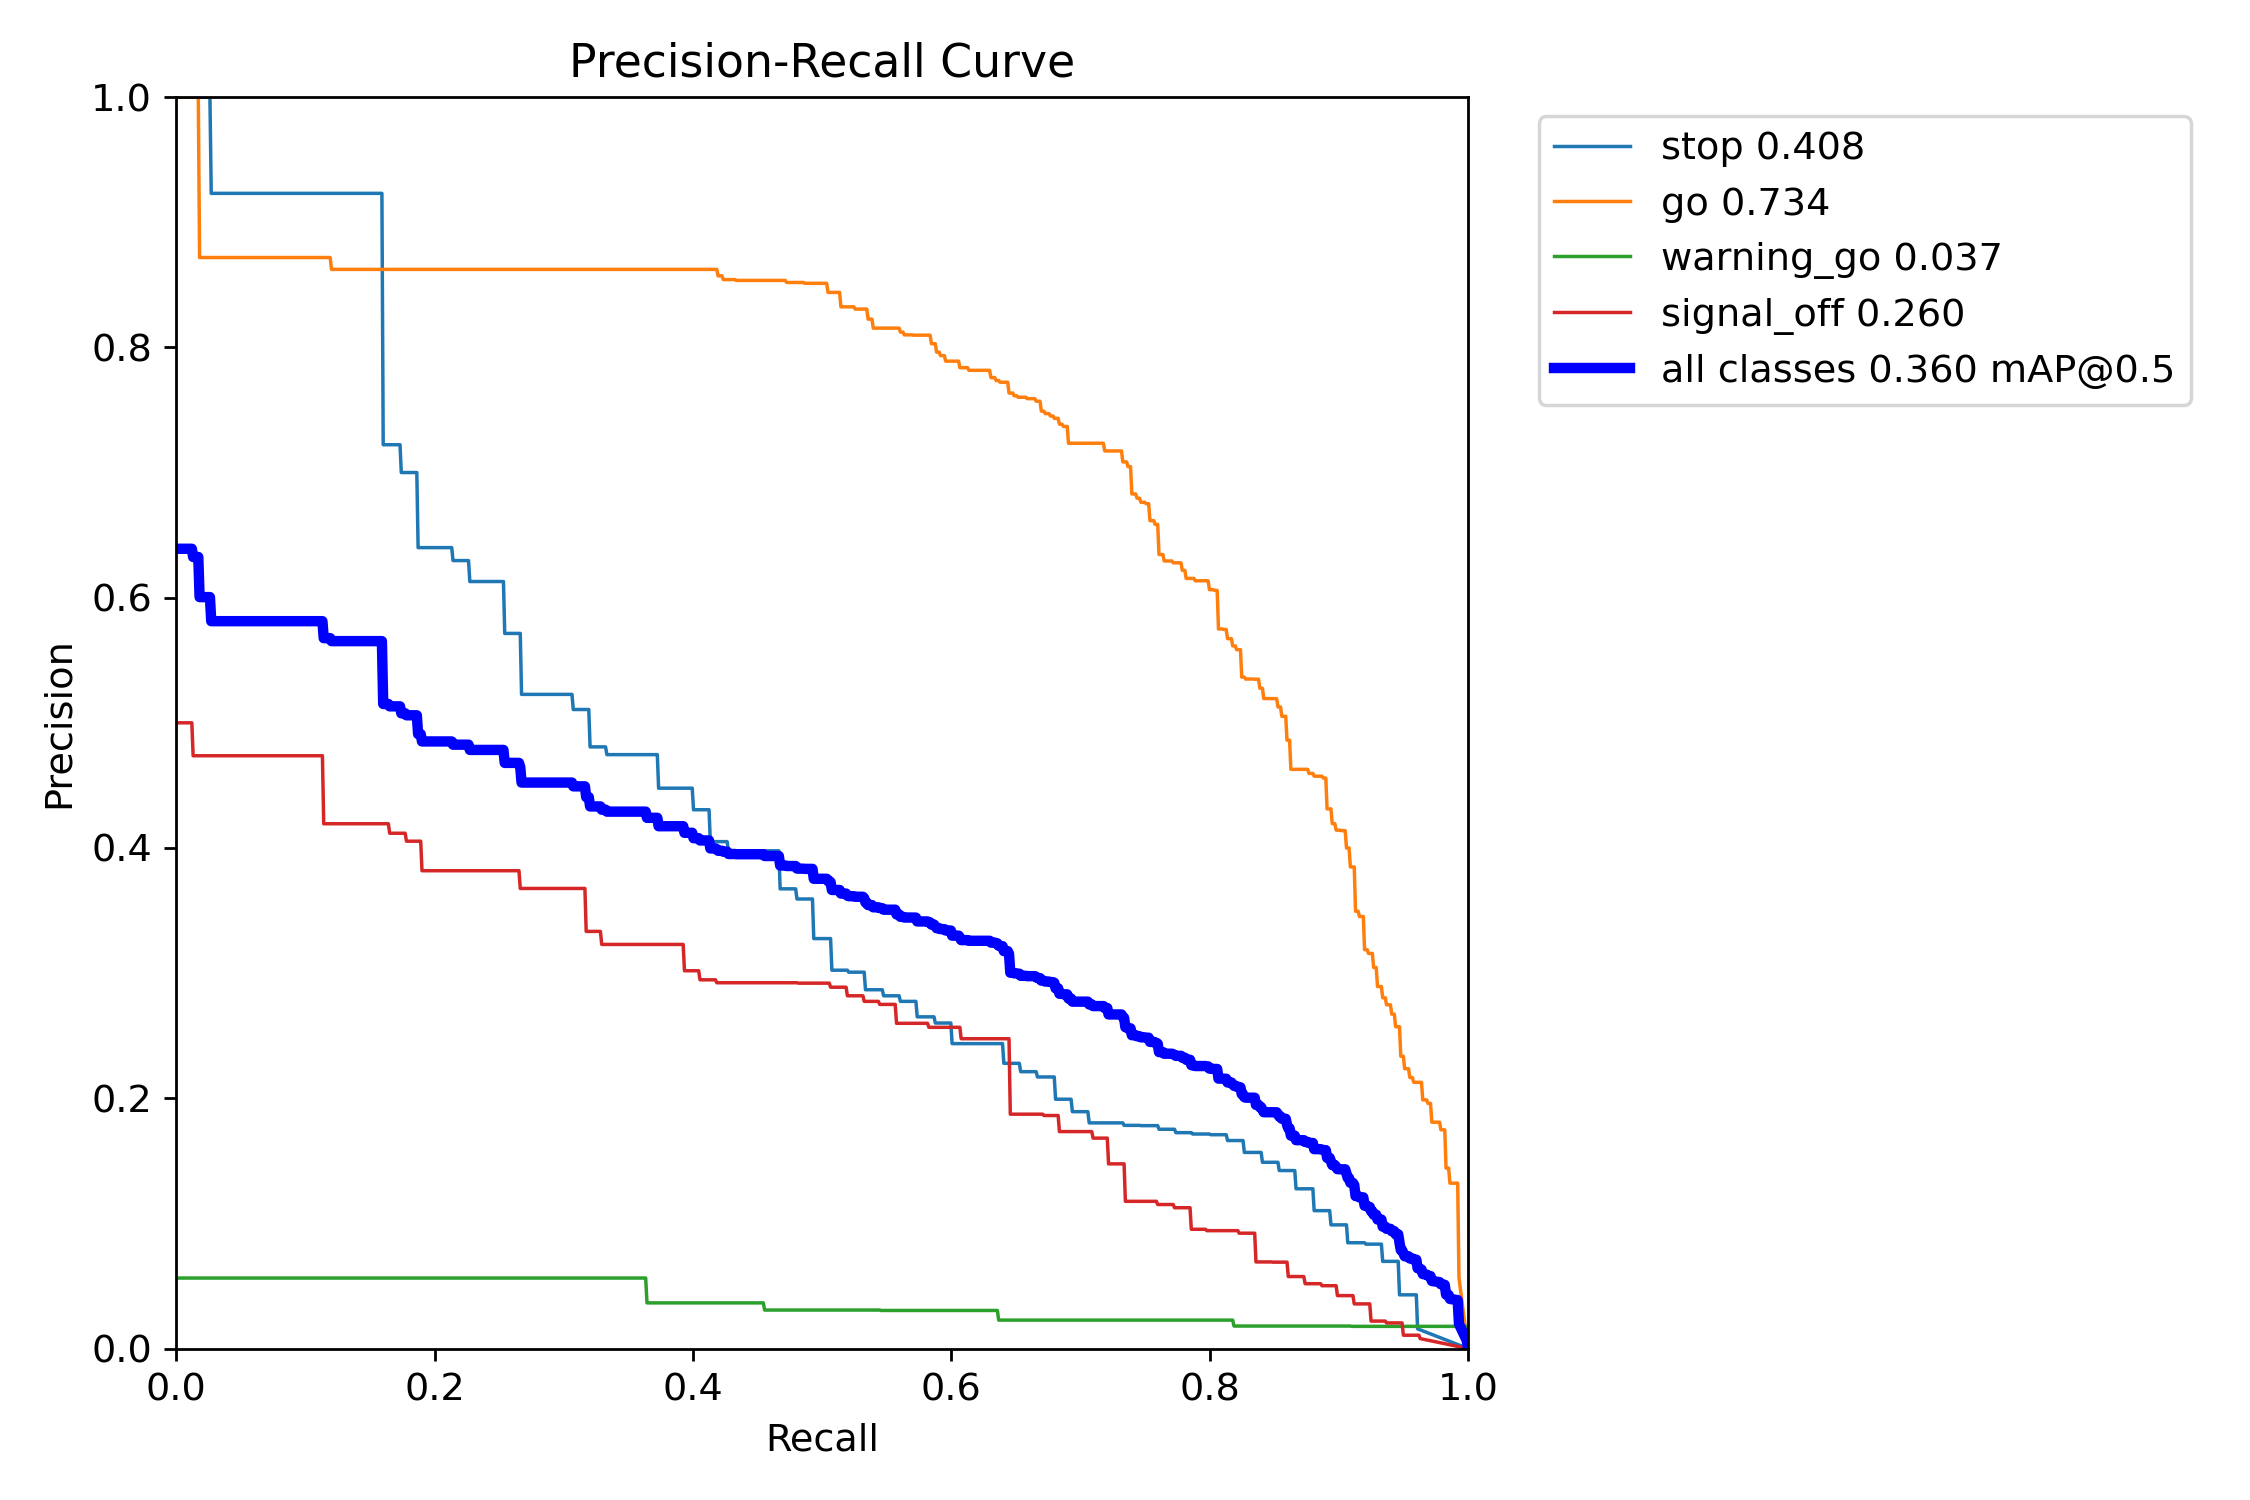 Precision-Recall Curve
1.0
0.8
0.6
0.4
0.2
0.0
Precision
0.0 0.2 0.4 0.6 0.8 1.0
Recall
stop 0.408
go 0.734
warning_go 0.037
signal_off 0.260
all classes 0.360 mAP@0.5